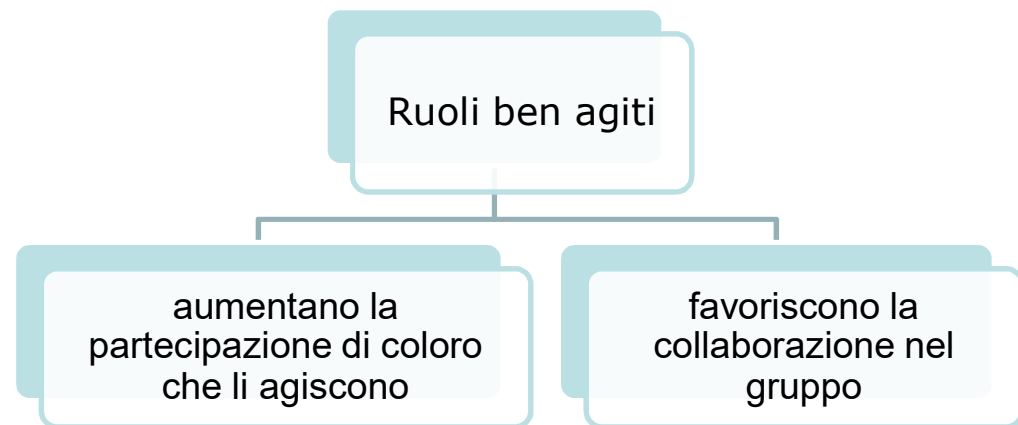 Ruoli ben agiti
aumentano la
partecipazione di coloro
che li agiscono
favoriscono la
collaborazione nel
gruppo